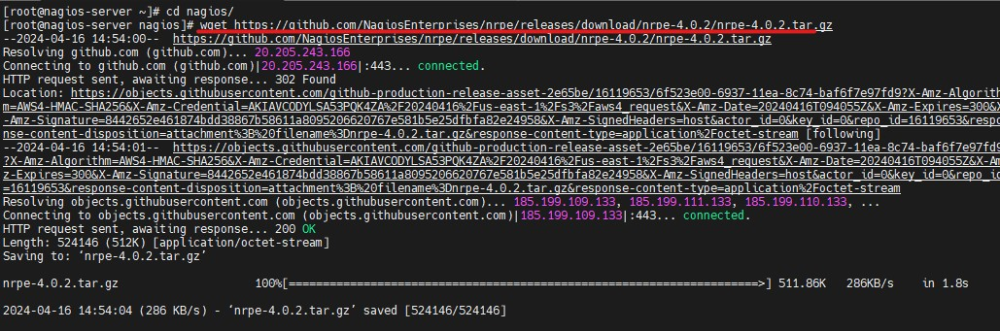 [root@nagios-server ~]# cd nagios/
[root@nagios-server nagios]# wget https://github.com/NagiosEnterprises/nrpe/releases/download/nrpe-4.0.2/nrpe-4.0.2.tar.gz
--2024-04-16 14:54:00--  https://github.com/NagiosEnterprises/nrpe/releases/download/nrpe-4.0.2/nrpe-4.0.2.tar.gz
Resolving github.com (github.com)... 20.205.243.166
Connecting to github.com (github.com)|20.205.243.166|:443... connected.
HTTP request sent, awaiting response... 302 Found
Location: https://objects.githubusercontent.com/github-production-release-asset-2e65be/16119653/6f523e00-6937-11ea-8c74-baf6f7e97fd9?X-Amz-Algorith
m=AWS4-HMAC-SHA256&X-Amz-Credential=AKIAVCODYLSA53PQK4ZA%2F20240416%2Fus-east-1%2Fs3%2Faws4_request&X-Amz-Date=20240416T094055Z&X-Amz-Expires=300&X
-Amz-Signature=8442652e461874bdd38867b58611a8095206620767e581b5e25dfbfa82e24958&X-Amz-SignedHeaders=host&actor_id=0&key_id=0&repo_id=16119653&respo
nse-content-disposition=attachment%3B%20filename%3Dnrpe-4.0.2.tar.gz&response-content-type=application%2Foctet-stream [following]
--2024-04-16 14:54:01--  https://objects.githubusercontent.com/github-production-release-asset-2e65be/16119653/6f523e00-6937-11ea-8c74-baf6f7e97fd9
?X-Amz-Algorithm=AWS4-HMAC-SHA256&X-Amz-Credential=AKIAVCODYLSA53PQK4ZA%2F20240416%2Fus-east-1%2Fs3%2Faws4_request&X-Amz-Date=20240416T094055Z&X-Am
z-Expires=300&X-Amz-Signature=8442652e461874bdd38867b58611a8095206620767e581b5e25dfbfa82e24958&X-Amz-SignedHeaders=host&actor_id=0&key_id=0&repo_id
=16119653&response-content-disposition=attachment%3B%20filename%3Dnrpe-4.0.2.tar.gz&response-content-type=application%2Foctet-stream
Resolving objects.githubusercontent.com (objects.githubusercontent.com)... 185.199.109.133, 185.199.111.133, 185.199.110.133, ...
Connecting to objects.githubusercontent.com (objects.githubusercontent.com)|185.199.109.133|:443... connected.
HTTP request sent, awaiting response... 200 OK
Length: 524146 (512K) [application/octet-stream]
Saving to: ‘nrpe-4.0.2.tar.gz’
nrpe-4.0.2.tar.gz 100%[=====================================================================>] 511.86K 286KB/s in 1.8s
2024-04-16 14:54:04 (286 KB/s) - ‘nrpe-4.0.2.tar.gz’ saved [524146/524146]